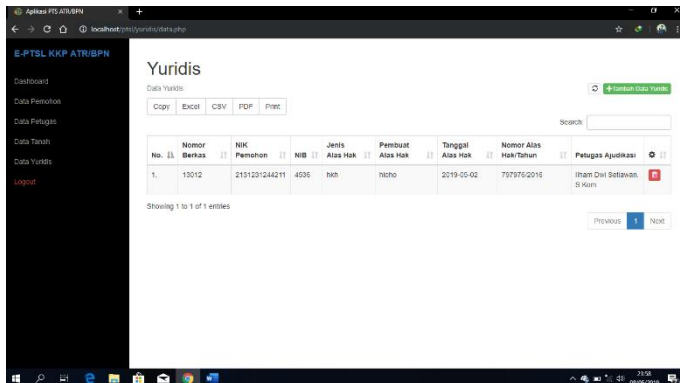 Aplikasi PTS ATR/BPN
localhost/ptsl/yuridis/data.php
E-PTSL KKP ATR/BPN
Dashboard
Data Pemohon
Data Petugas
Data Tanah
Data Yuridis
Logout
Yuridis
Data Yuridis
+Tambah Data Yuridis
Copy Excel CSV PDF Print
Search:
No. Nomor Berkas NIK Pemohon NIB Jenis Alas Hak Pembuat Alas Hak Tanggal Alas Hak Nomor Alas Hak/Tahun Petugas Ajudikasi
1. 13012 2131231244211 4536 hkh hioho 2019-05-02 797976/2016 Ilham Dwi Setiawan, S.Kom
Showing 1 to 1 of 1 entries
Previous 1 Next
23:58
09/06/2019